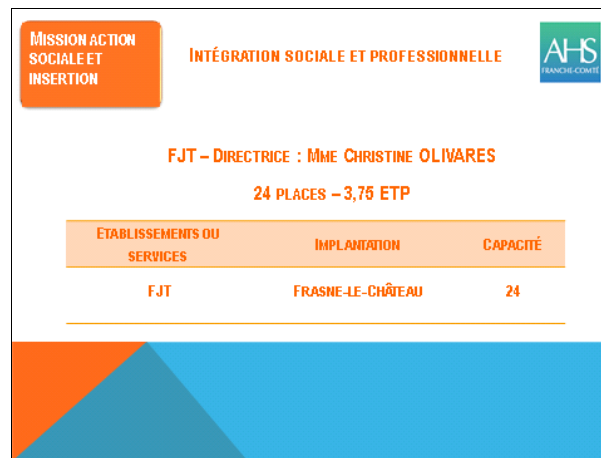 MISSION ACTION
SOCIALE ET
INSERTION
INTÉGRATION SOCIALE ET PROFESSIONNELLE
AHS
FRANCHE-COMTÉ
FJT – DIRECTRICE : MME CHRISTINE OLIVARES
24 PLACES – 3,75 ETP
ETABLISSEMENTS OU
SERVICES
IMPLANTATION
CAPACITÉ
FJT
FRASNE-LE-CHÂTEAU
24